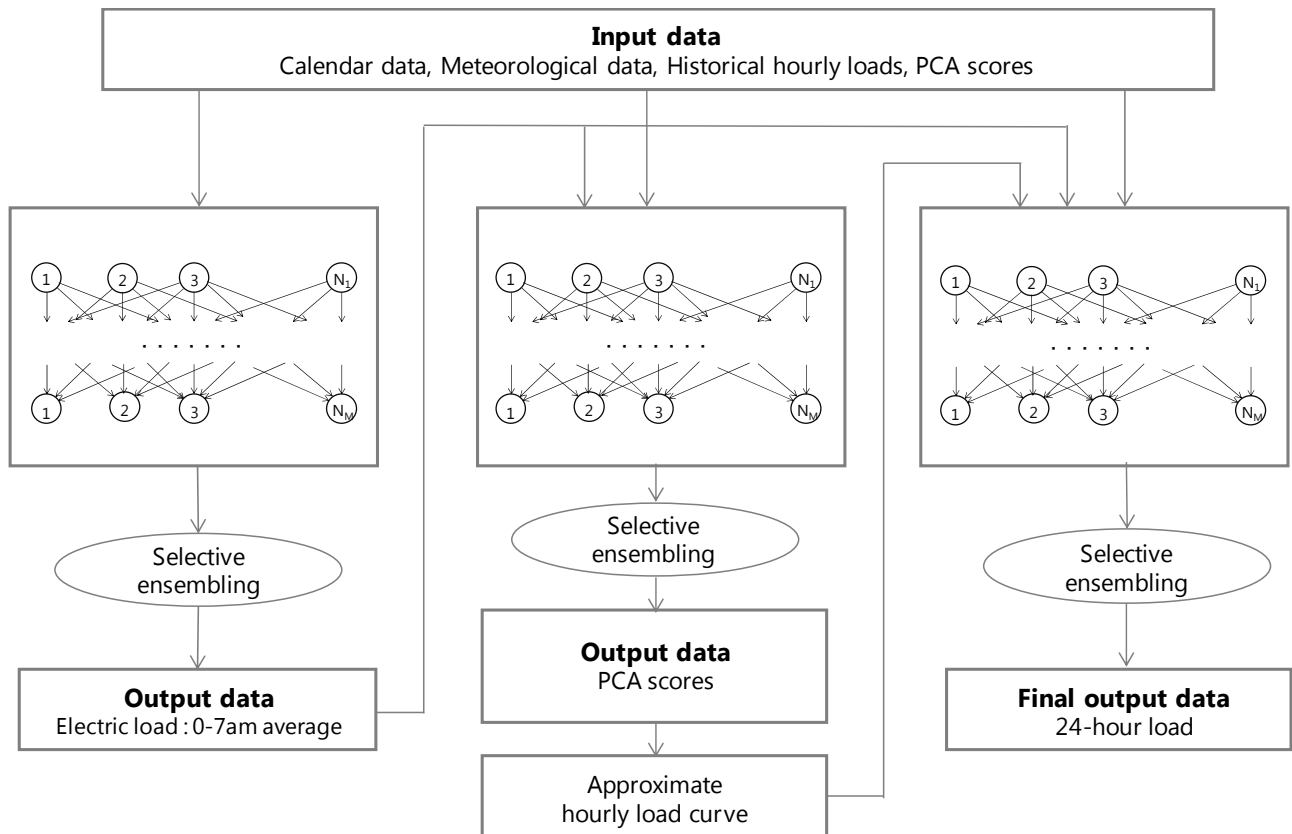 Input data
Calendar data, Meteorological data, Historical hourly loads, PCA scores
1 2 3 N1
. . . . . . .
1 2 3 NM
Selective
ensembling
Output data
Electric load : 0-7am average
1 2 3 N1
. . . . . . .
1 2 3 NM
Selective
ensembling
Output data
PCA scores
Approximate
hourly load curve
1 2 3 N1
. . . . . . .
1 2 3 NM
Selective
ensembling
Final output data
24-hour load